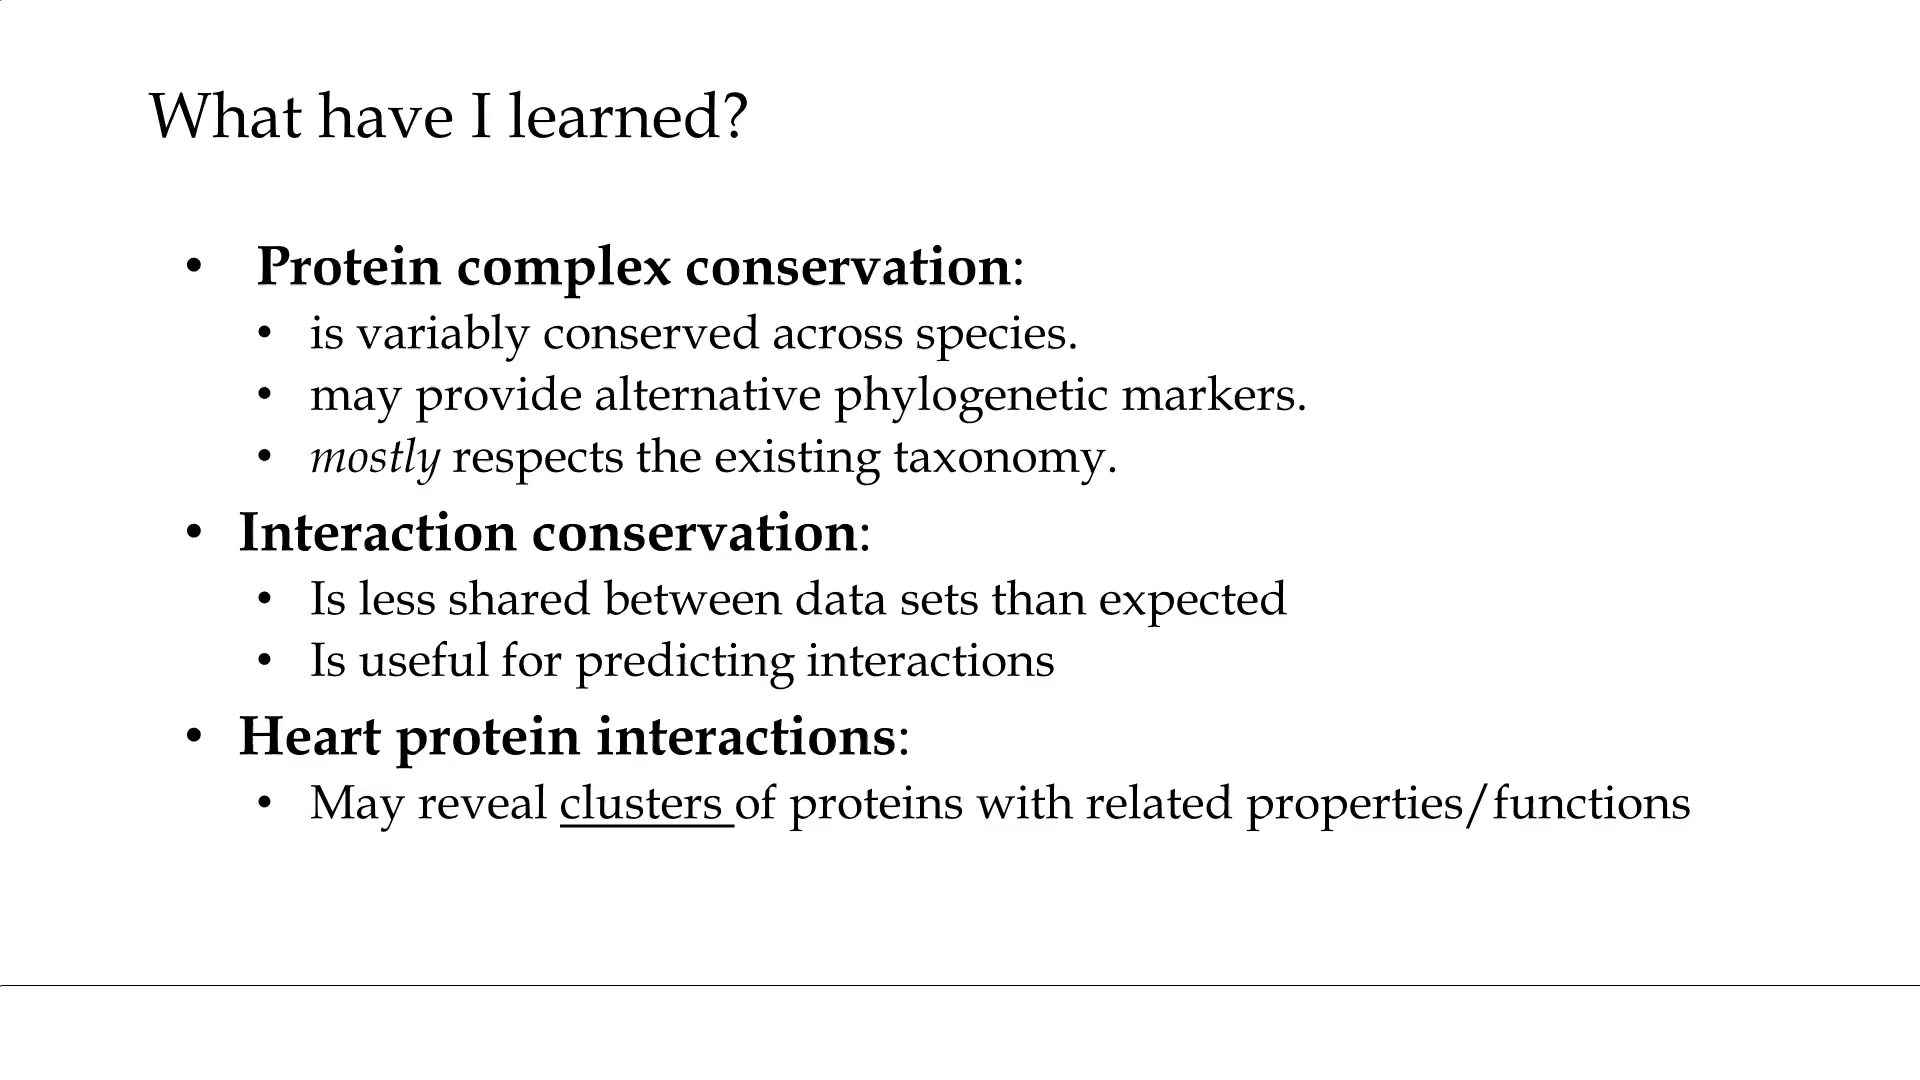 What have I learned?
• Protein complex conservation:
• is variably conserved across species.
• may provide alternative phylogenetic markers.
• mostly respects the existing taxonomy.
• Interaction conservation:
• Is less shared between data sets than expected
• Is useful for predicting interactions
• Heart protein interactions:
• May reveal clusters of proteins with related properties/functions